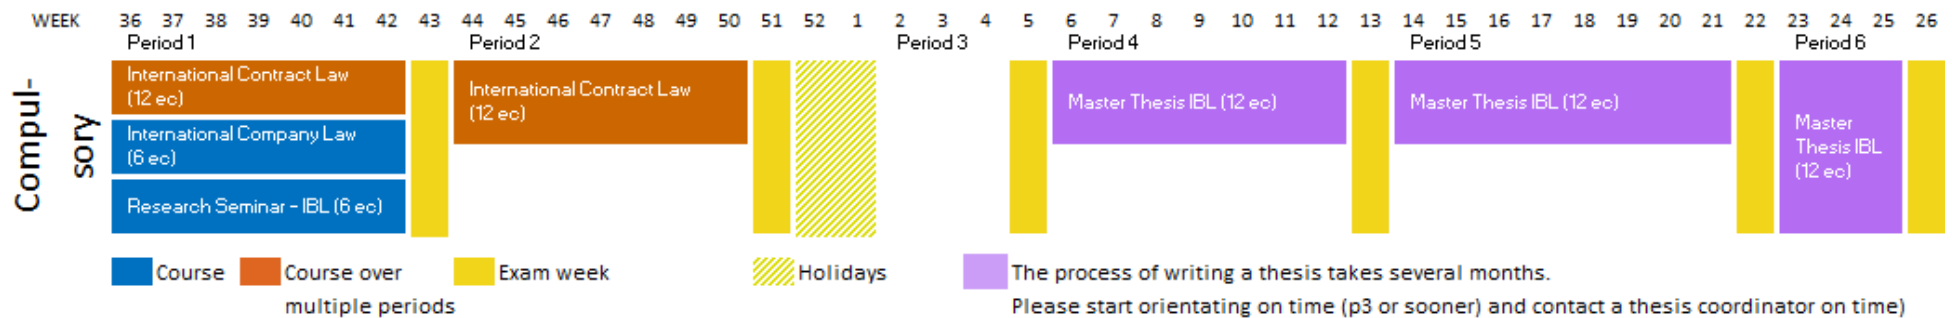 WEEK 36 37 38 39 40 41 42 43 44 45 46 47 48 49 50 51 52 1 2 3 4 5 6 7 8 9 10 11 12 13 14 15 16 17 18 19 20 21 22 23 24 25 26
Period 1 Period 2 Period 3 Period 4 Period 5 Period 6
Compul-
sory
International Contract Law
(12 ec)
International Company Law
(6 ec)
Research Seminar - IBL (6 ec)
International Contract Law
(12 ec)
Master Thesis IBL (12 ec)
Master Thesis IBL (12 ec)
Master
Thesis IBL
(12 ec)
Course
Course over
multiple periods
Exam week
Holidays
The process of writing a thesis takes several months.
Please start orientating on time (p3 or sooner) and contact a thesis coordinator on time)